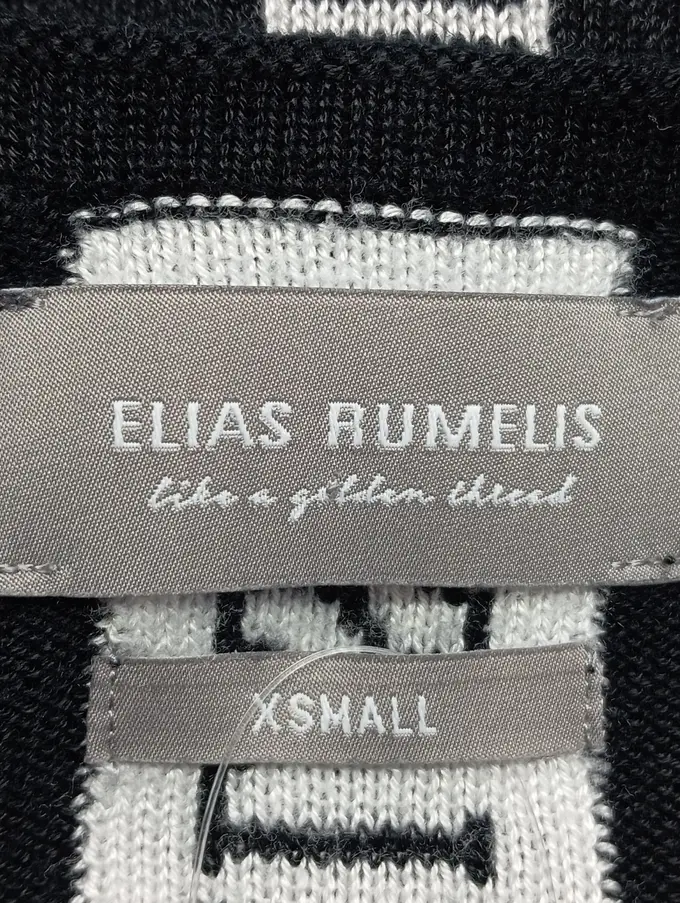 ELIAS RUMELIS
like a golden thread
XSMALL